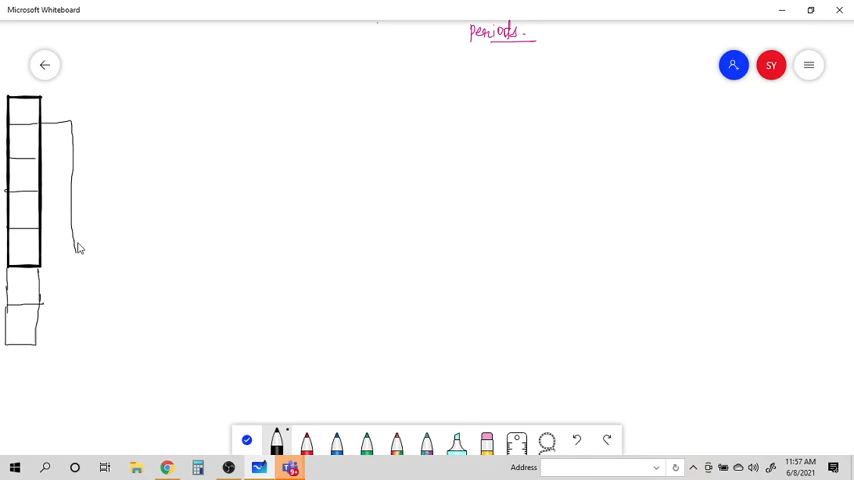 Microsoft Whiteboard
periods.
SY
Address
11:57 AM
6/8/2021